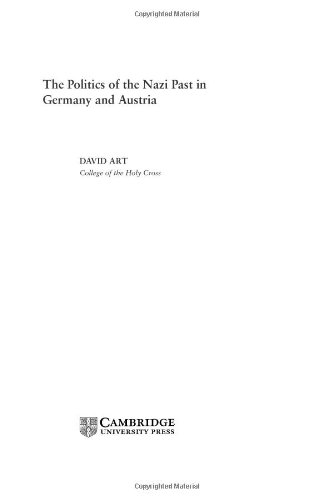 Copyrighted Material
The Politics of the Nazi Past in
Germany and Austria
DAVID ART
College of the Holy Cross
CAMBRIDGE
UNIVERSITY PRESS
Copyrighted Material